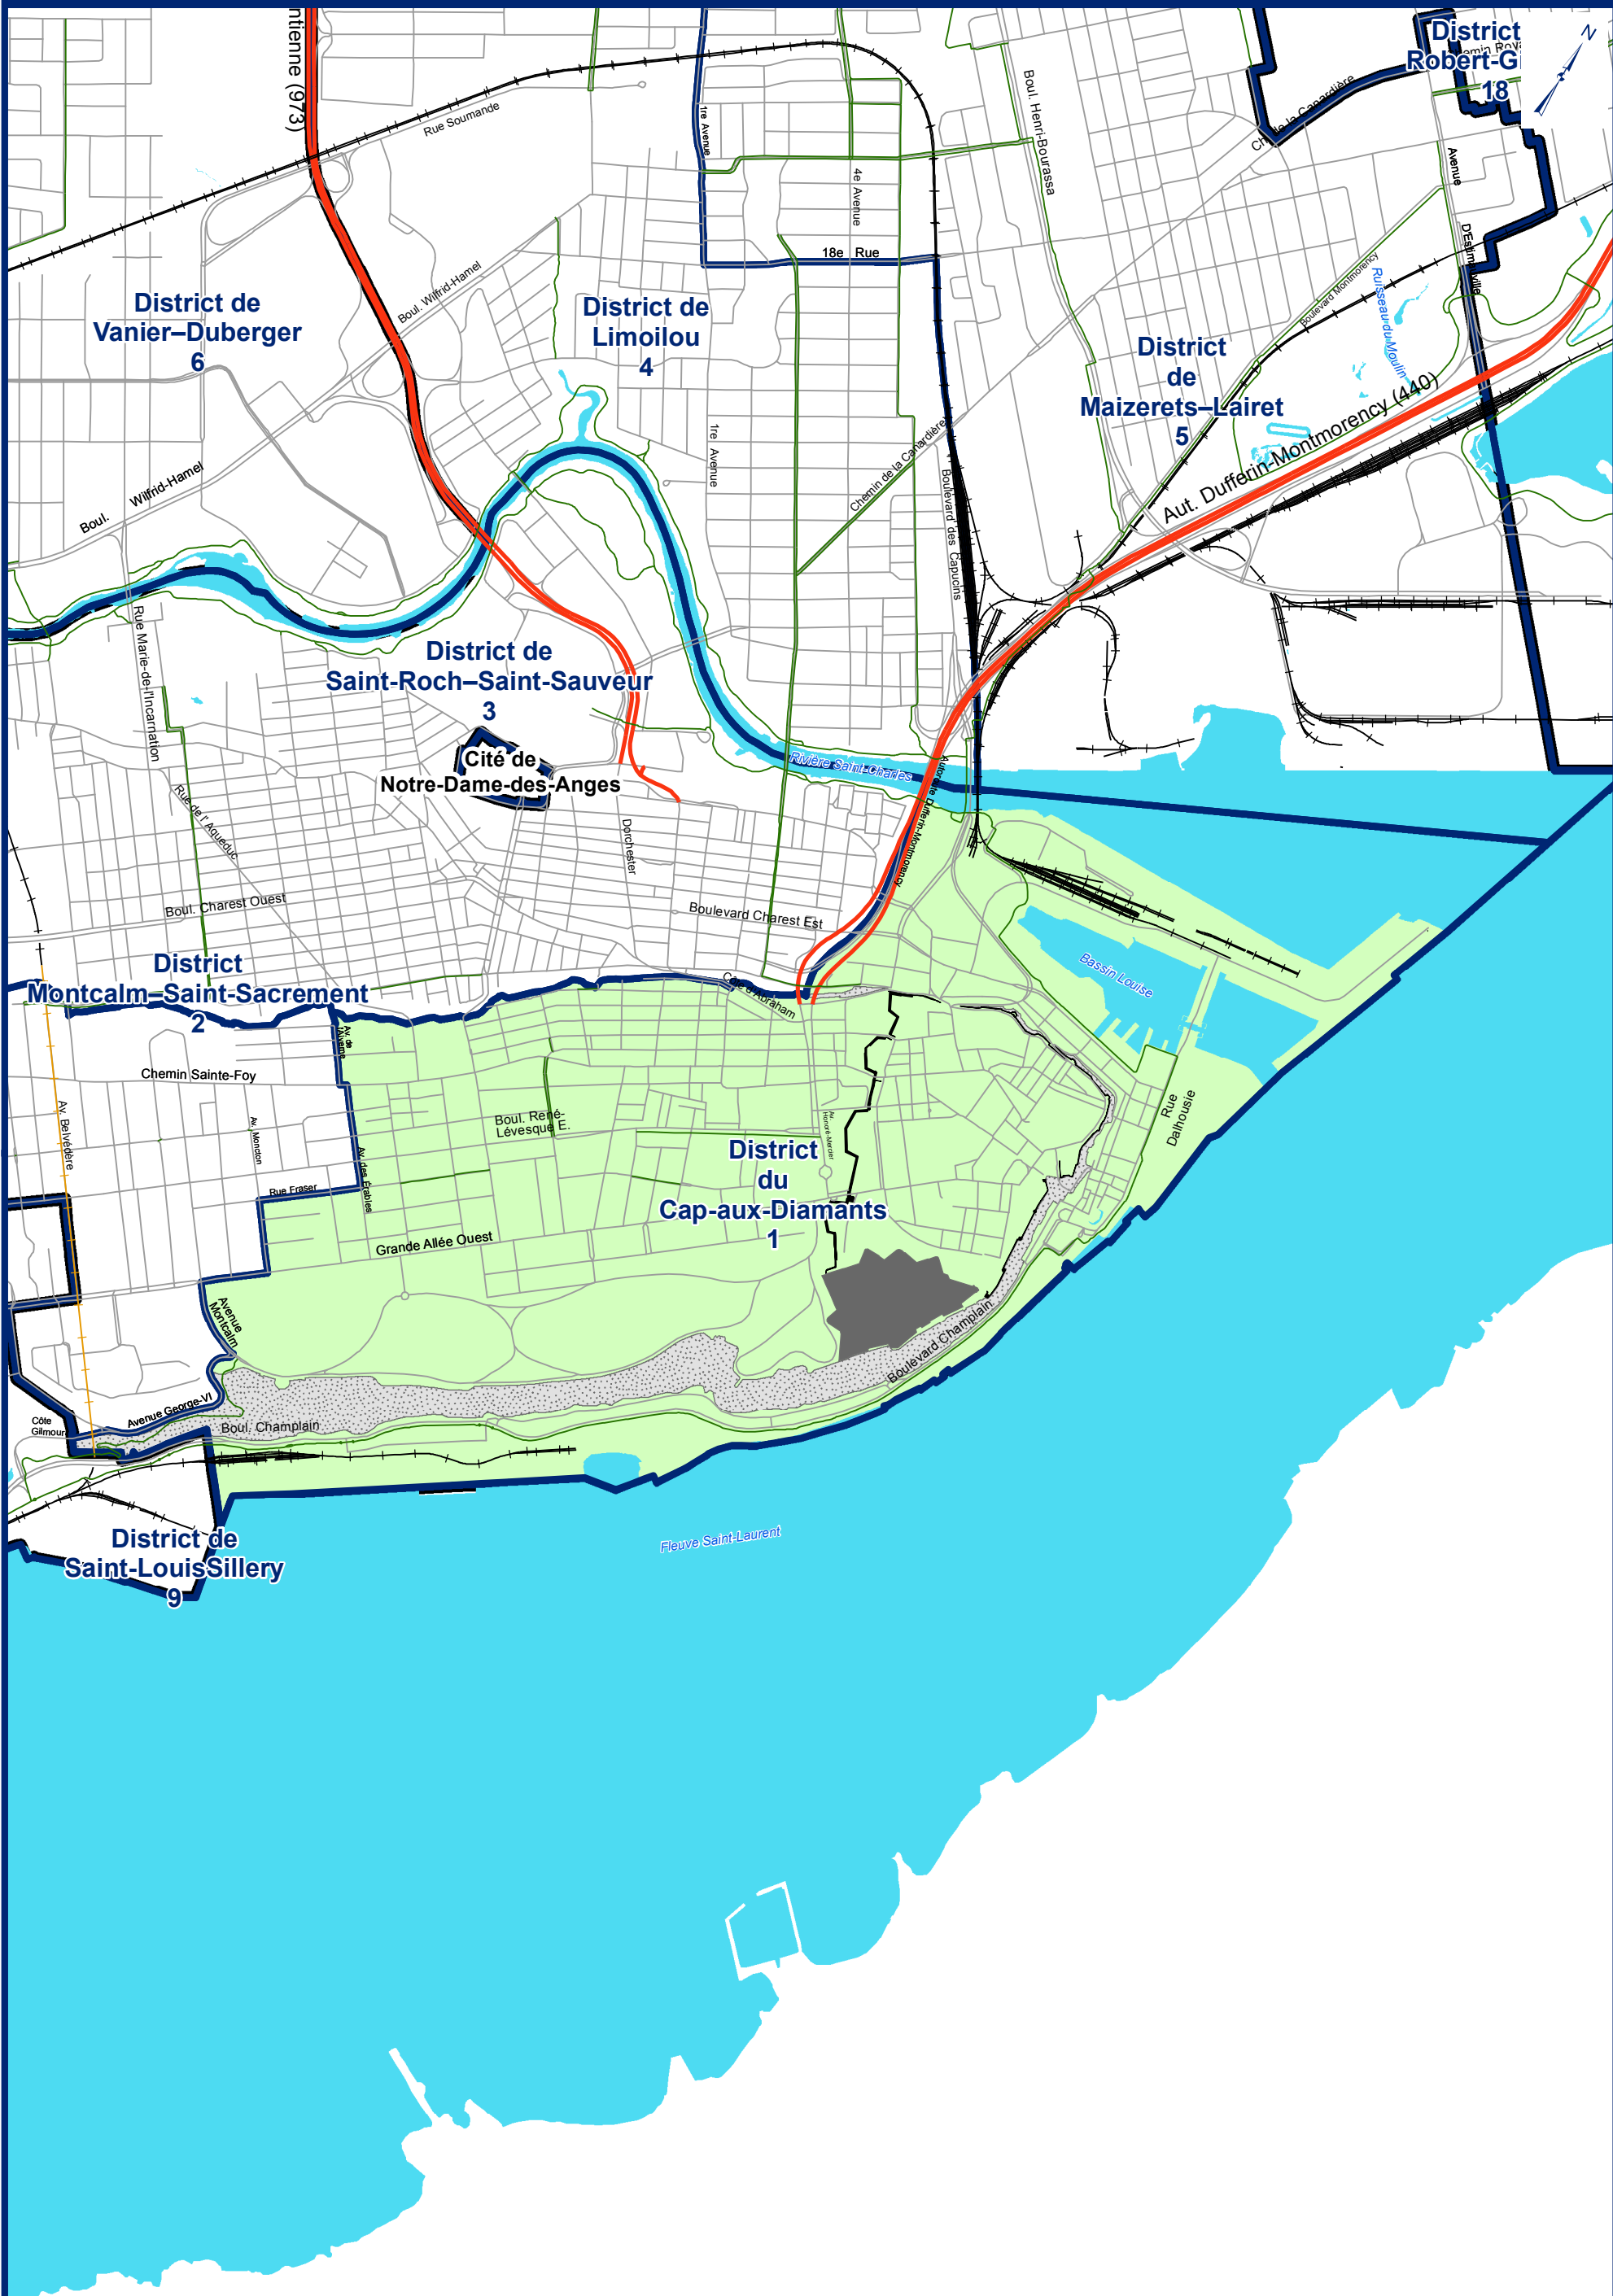 District
Robert-Gi
18
N
ntienne (973)
Rue Soumande
1re Avenue
4e Avenue
Boul. Henri-Bourassa
Avenue
D'Estimauville
18e Rue
Boul. Wilfrid-Hamel
District de
Vanier–Duberger
6
District de
Limoilou
4
District
de
Maizerets–Lairet
5
Boulevard Montmorency
Ruisseau du Moulin
Aut. Dufferin-Montmorency (440)
1re Avenue
Chemin de la Canardière
Boulevard des Capucins
Boul. Wilfrid-Hamel
Rue Marie-de-l'Incarnation
District de
Saint-Roch–Saint-Sauveur
3
Cité de
Notre-Dame-des-Anges
Rivière Saint-Charles
Autoroute Dufferin-Montmorency
Rue de l' Aqueduc
Dorchester
Boul. Charest Ouest
Boulevard Charest Est
District
Montcalm–Saint-Sacrement
2
Côte d'Abraham
Bassin Louise
Av. de
Chemin Sainte-Foy
Av. Belvédère
Av. Moncton
Av. des Érables
Boul. René-
Lévesque E.
Av.
Honoré-Mercier
Rue
Dalhousie
District
du
Cap-aux-Diamants
1
Rue Fraser
Grande Allée Ouest
Avenue
Montcalm
Boulevard Champlain
Avenue George-VI
Côte
Gilmour
Boul. Champlain
District de
Saint-LouisSillery
9
Fleuve Saint-Laurent